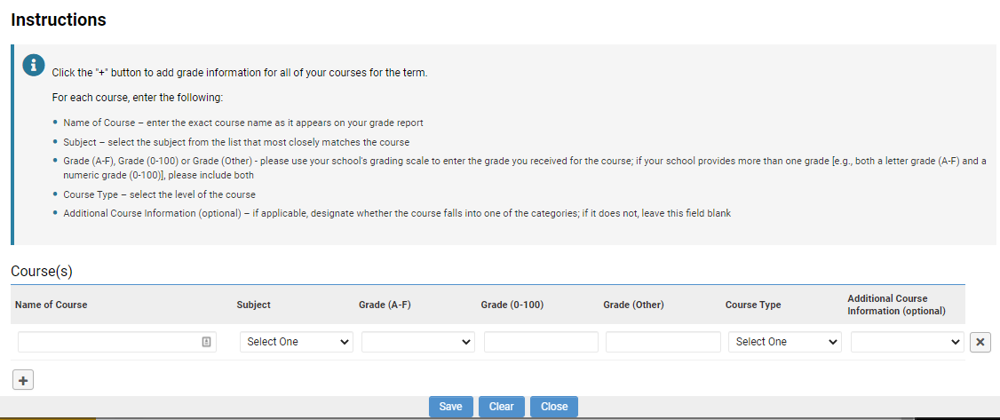 Instructions
Click the "+" button to add grade information for all of your courses for the term.
For each course, enter the following:
• Name of Course – enter the exact course name as it appears on your grade report
• Subject – select the subject from the list that most closely matches the course
• Grade (A-F), Grade (0-100) or Grade (Other) - please use your school's grading scale to enter the grade you received for the course; if your school provides more than one grade [e.g., both a letter grade (A-F) and a
numeric grade (0-100)], please include both
• Course Type – select the level of the course
• Additional Course Information (optional) – if applicable, designate whether the course falls into one of the categories; if it does not, leave this field blank
Course(s)
Name of Course Subject Grade (A-F) Grade (0-100) Grade (Other) Course Type Additional Course
Information (optional)
Select One Select One
Save Clear Close